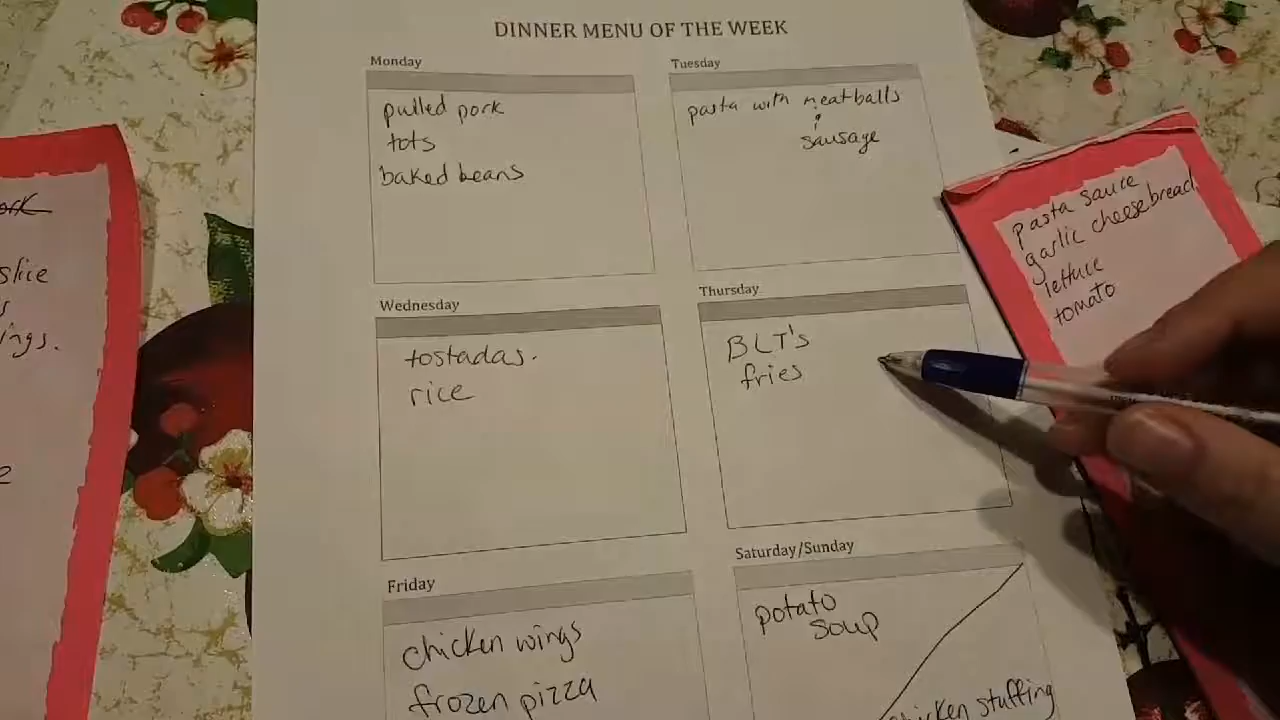 DINNER MENU OF THE WEEK
Monday
pulled pork
tots
baked beans
Tuesday
pasta with meatballs
&
sausage
Wednesday
tostadas.
rice
Thursday
BLT's
fries
Friday
chicken wings
frozen pizza
Saturday/Sunday
potato
soup
chicken stuffing
pasta sauce
garlic cheesebread
lettuce
tomato
ork
slice
s
ings.
2